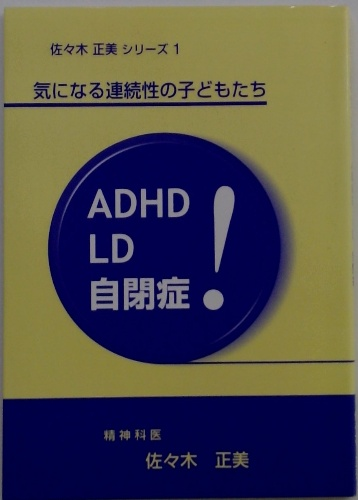 佐々木 正美 シリーズ 1
気になる連続性の子どもたち
ADHD
LD
自閉症
!
精神科医
佐々木 正美